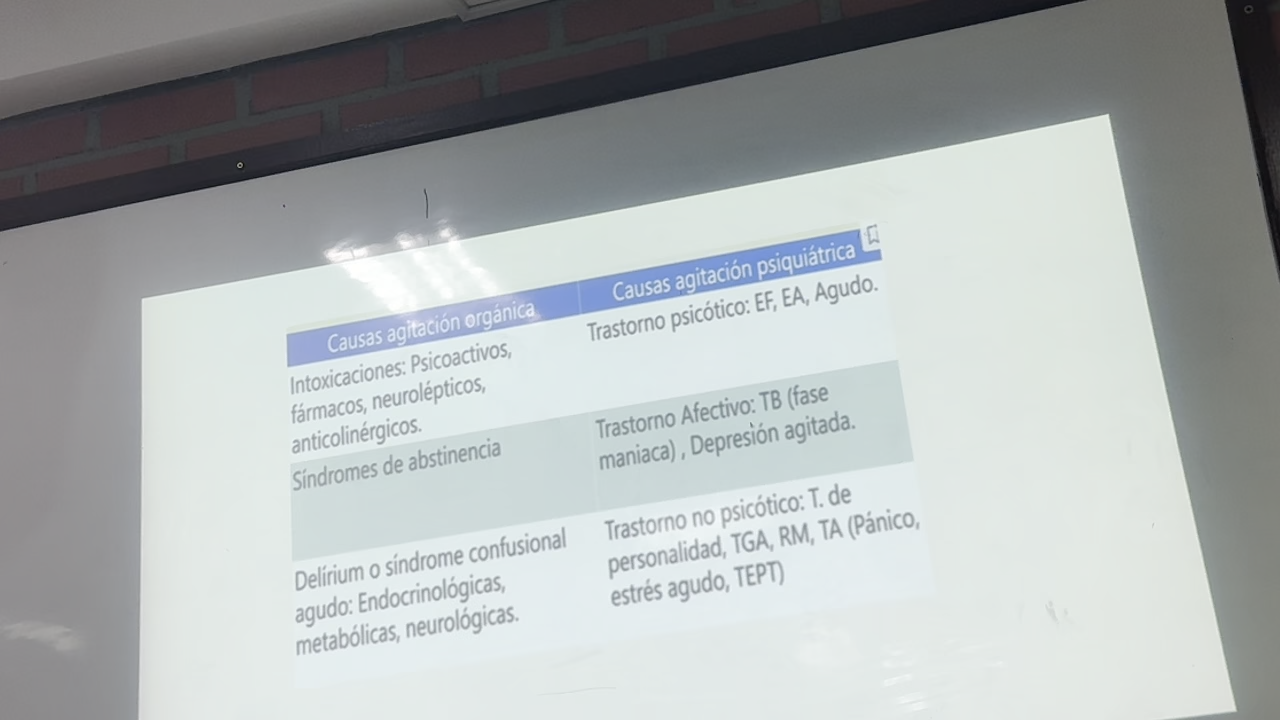 Causas agitación orgánica
Causas agitación psiquiátrica
Intoxicaciones: Psicoactivos,
fármacos, neurolépticos,
anticolinérgicos.
Trastorno psicótico: EF, EA, Agudo.
Síndromes de abstinencia
Trastorno Afectivo: TB (fase
maniaca) , Depresión agitada.
Delírium o síndrome confusional
agudo: Endocrinológicas,
metabólicas, neurológicas.
Trastorno no psicótico: T. de
personalidad, TGA, RM, TA (Pánico,
estrés agudo, TEPT)